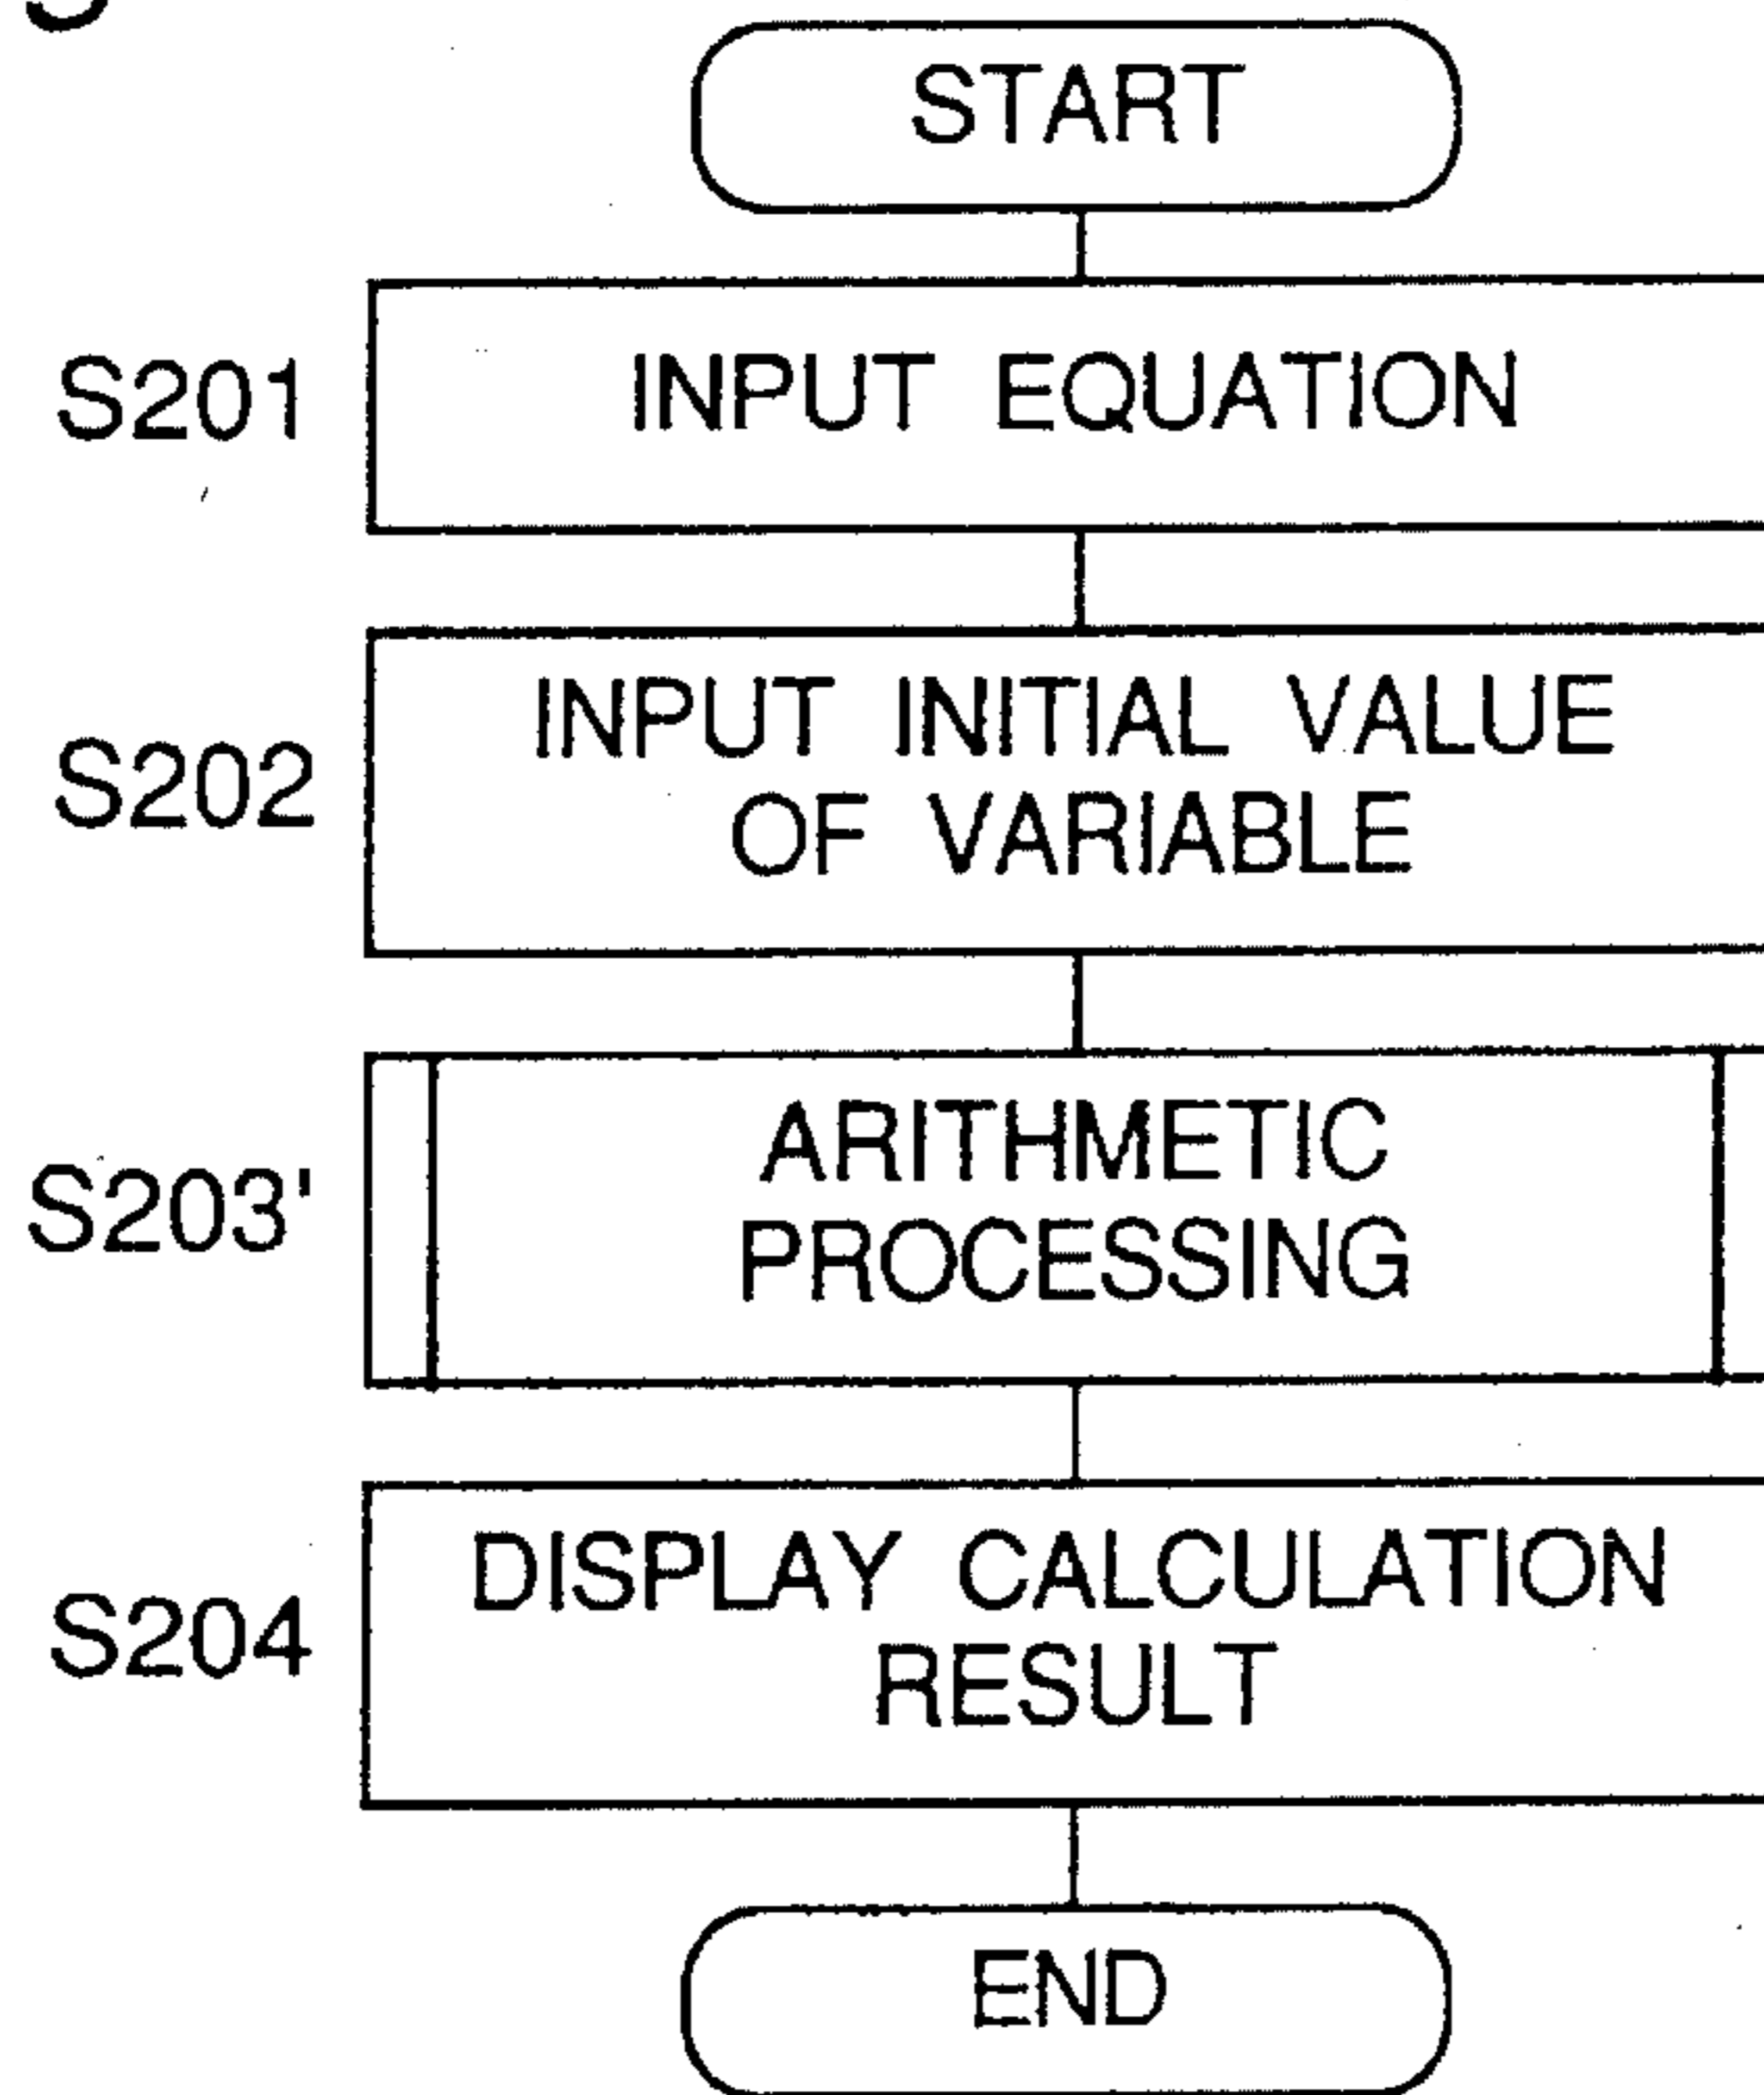 START
S201 INPUT EQUATION
S202 INPUT INITIAL VALUE
OF VARIABLE
S203' ARITHMETIC
PROCESSING
S204 DISPLAY CALCULATION
RESULT
END